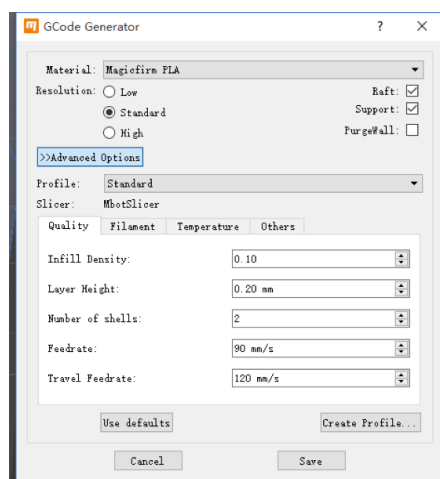 GCode Generator ? ×
Material: Magicfirm PLA
Resolution: Low Raft:
Standard Support:
High PurgeWall:
>>Advanced Options
Profile: Standard
Slicer: MbotSlicer
Quality Filament Temperature Others
Infill Density: 0.10
Layer Height: 0.20 mm
Number of shells: 2
Feedrate: 90 mm/s
Travel Feedrate: 120 mm/s
Use defaults Create Profile...
Cancel Save